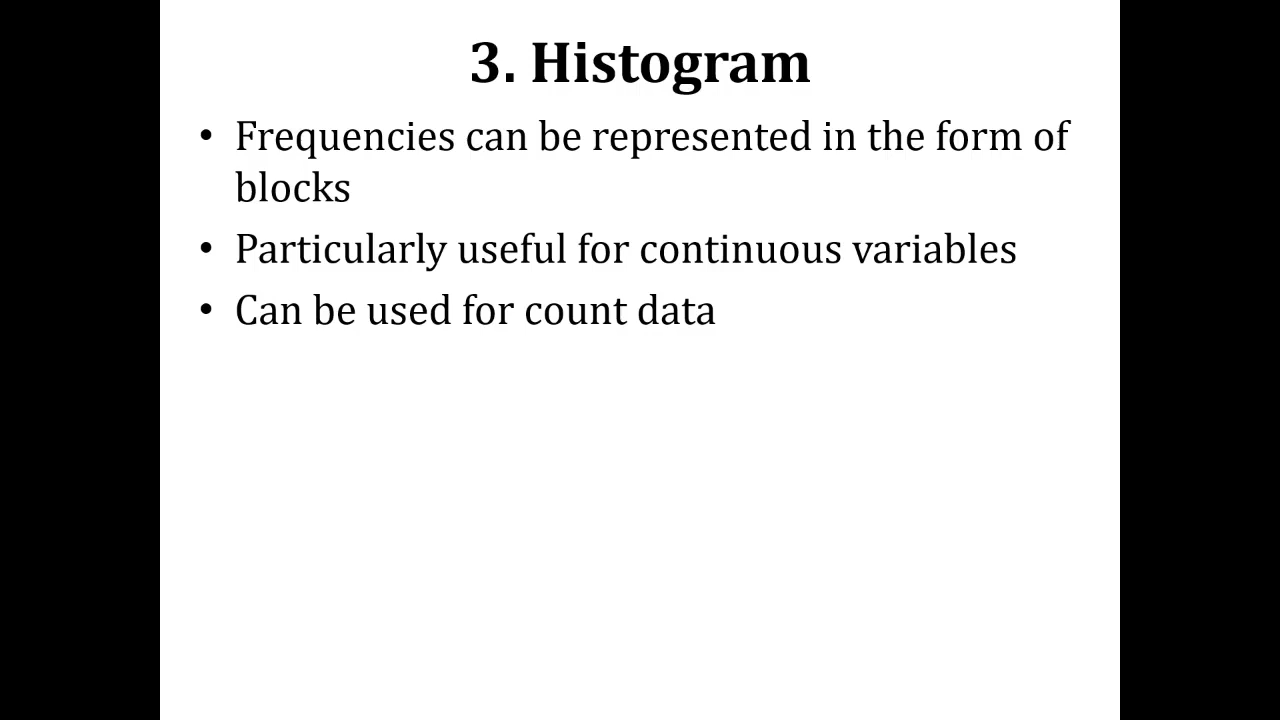 3. Histogram
• Frequencies can be represented in the form of
blocks
• Particularly useful for continuous variables
• Can be used for count data